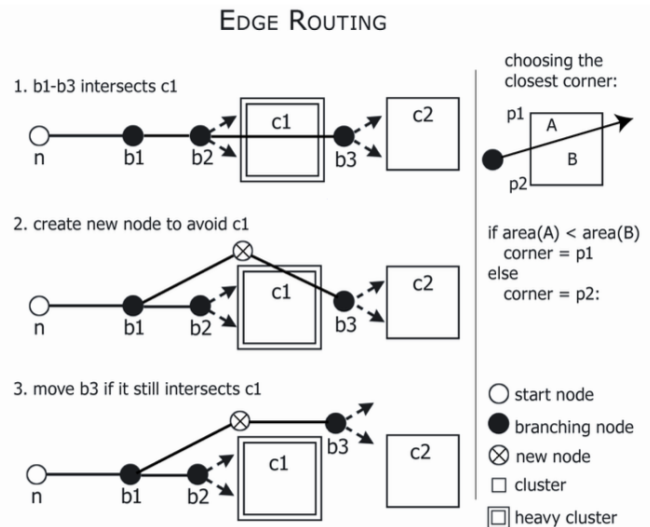 EDGE ROUTING
1. b1-b3 intersects c1
n b1 b2 c1 b3 c2
2. create new node to avoid c1
n b1 b2 c1 b3 c2
3. move b3 if it still intersects c1
n b1 b2 c1 b3 c2
choosing the
closest corner:
p1
A
B
p2
if area(A) < area(B)
corner = p1
else
corner = p2:
start node
branching node
new node
cluster
heavy cluster